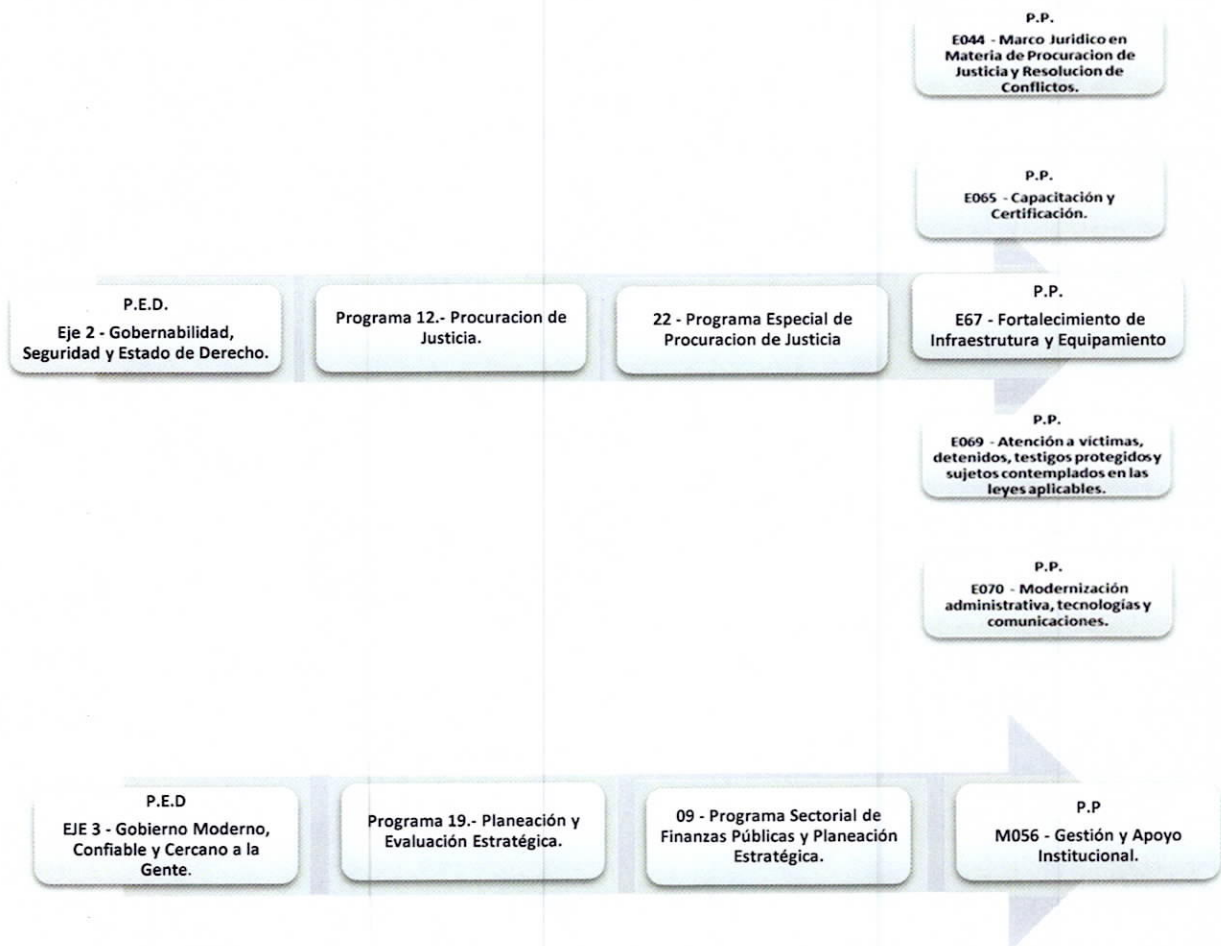 P.P.
E044 - Marco Juridico en
Materia de Procuracion de
Justicia y Resolucion de
Conflictos.
P.P.
E065 - Capacitación y
Certificación.
P.E.D.
Eje 2 - Gobernabilidad,
Seguridad y Estado de Derecho.
Programa 12.- Procuracion de
Justicia.
22 - Programa Especial de
Procuracion de Justicia
P.P.
E67 - Fortalecimiento de
Infraestrutura y Equipamiento
P.P.
E069 - Atención a víctimas,
detenidos, testigos protegidos y
sujetos contemplados en las
leyes aplicables.
P.P.
E070 - Modernización
administrativa, tecnologías y
comunicaciones.
P.E.D
EJE 3 - Gobierno Moderno,
Confiable y Cercano a la
Gente.
Programa 19.- Planeación y
Evaluación Estratégica.
09 - Programa Sectorial de
Finanzas Públicas y Planeación
Estratégica.
P.P
M056 - Gestión y Apoyo
Institucional.